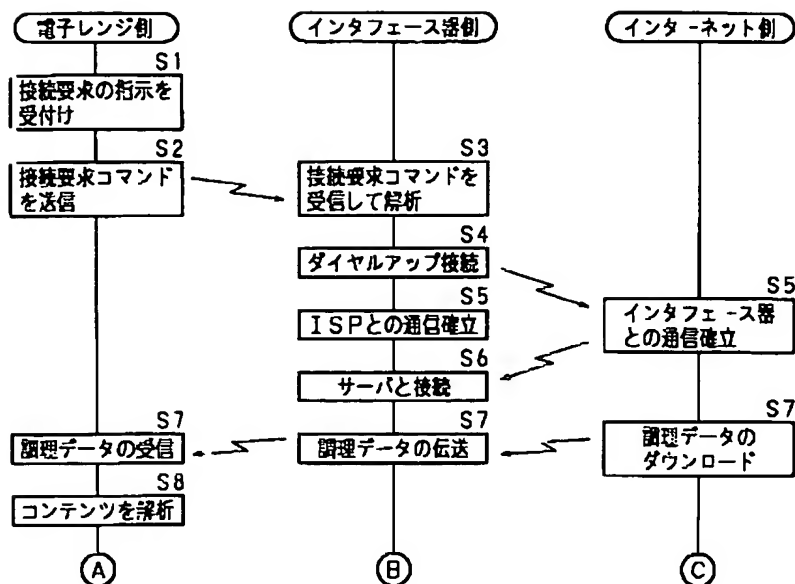 電子レンジ側
インタフェース器側
インターネット側
S1
接続要求の指示を
受付け
S2
接続要求コマンド
を送信
S3
接続要求コマンドを
受信して解析
S4
ダイヤルアップ接続
S5
ISPとの通信確立
S5
インタフェース器
との通信確立
S6
サーバと接続
S7
調理データの受信
S7
調理データの伝送
S7
調理データの
ダウンロード
S8
コンテンツを解析
A
B
C